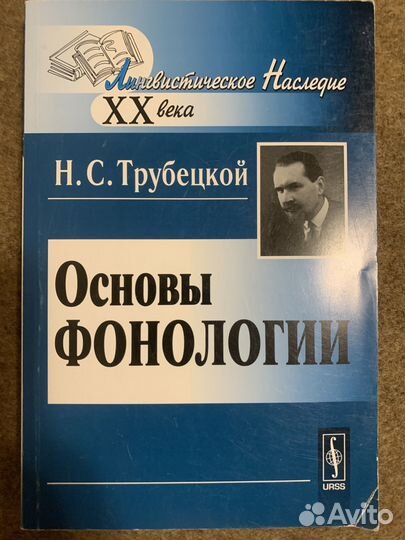 Лингвистическое Наследие
XX века
Н. С. Трубецкой
Основы
ФОНОЛОГИИ
URSS
Avito